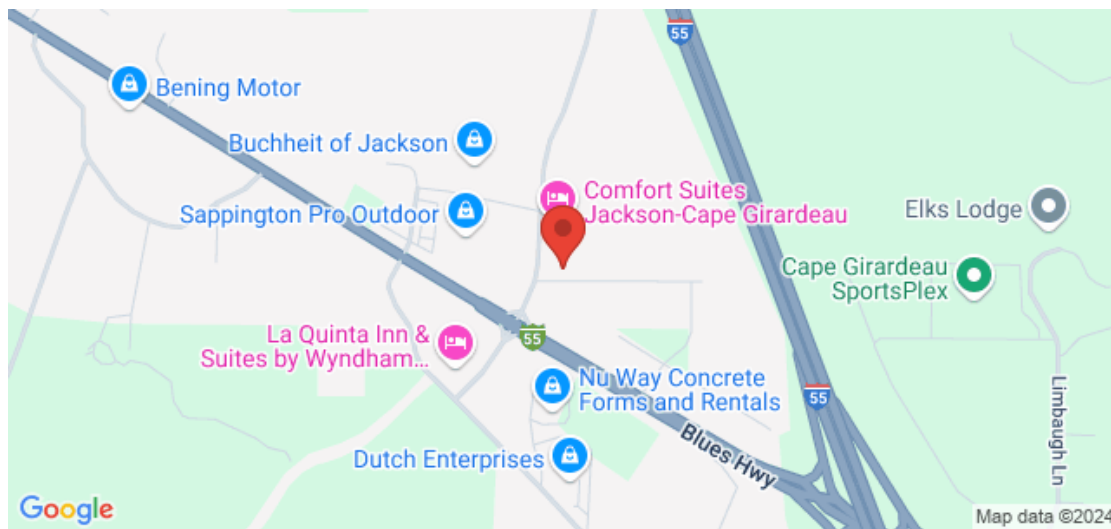 55
Bening Motor
Buchheit of Jackson
Comfort Suites
Jackson-Cape Girardeau
Sappington Pro Outdoor
Elks Lodge
Cape Girardeau
SportsPlex
La Quinta Inn &
Suites by Wyndham...
55
Nu Way Concrete
Forms and Rentals
55
Blues Hwy
Limbaugh Ln
Dutch Enterprises
Google
Map data ©2024